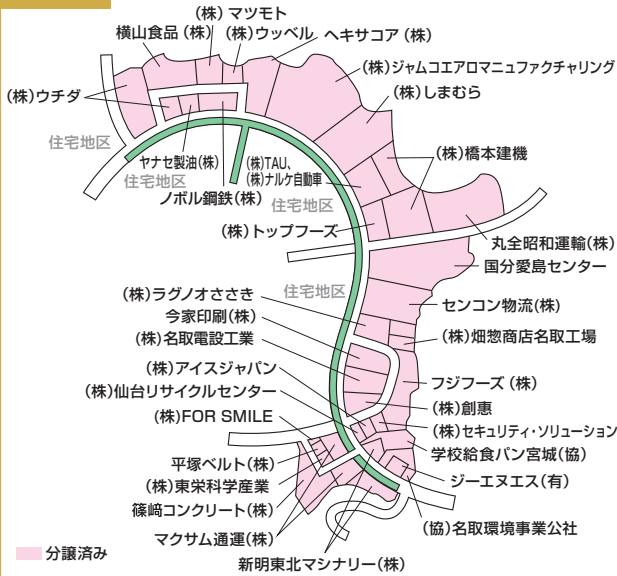 (株)マツモト
横山食品(株)
(株)ウッベル
ヘキサコア(株)
(株)ジャムコエアロマニュファクチャリング
(株)しまむら
(株)ウチダ
(株)橋本建機
住宅地区
ヤナセ製油(株)
(株)TAU、
(株)ナルケ自動車
住宅地区
ノボル鋼鉄(株)
住宅地区
(株)トップフーズ
丸全昭和運輸(株)
国分愛島センター
住宅地区
(株)ラグノオささき
センコン物流(株)
今家印刷(株)
(株)名取電設工業
(株)畑惣商店名取工場
(株)アイスジャパン
フジフーズ(株)
(株)仙台リサイクルセンター
(株)創惠
(株)FOR SMILE
(株)セキュリティ・ソリューション
学校給食パン宮城(協)
平塚ベルト(株)
(株)東栄科学産業
ジーエヌエス(有)
篠﨑コンクリート(株)
(協)名取環境事業公社
マクサム通運(株)
新明東北マシナリー(株)
分譲済み